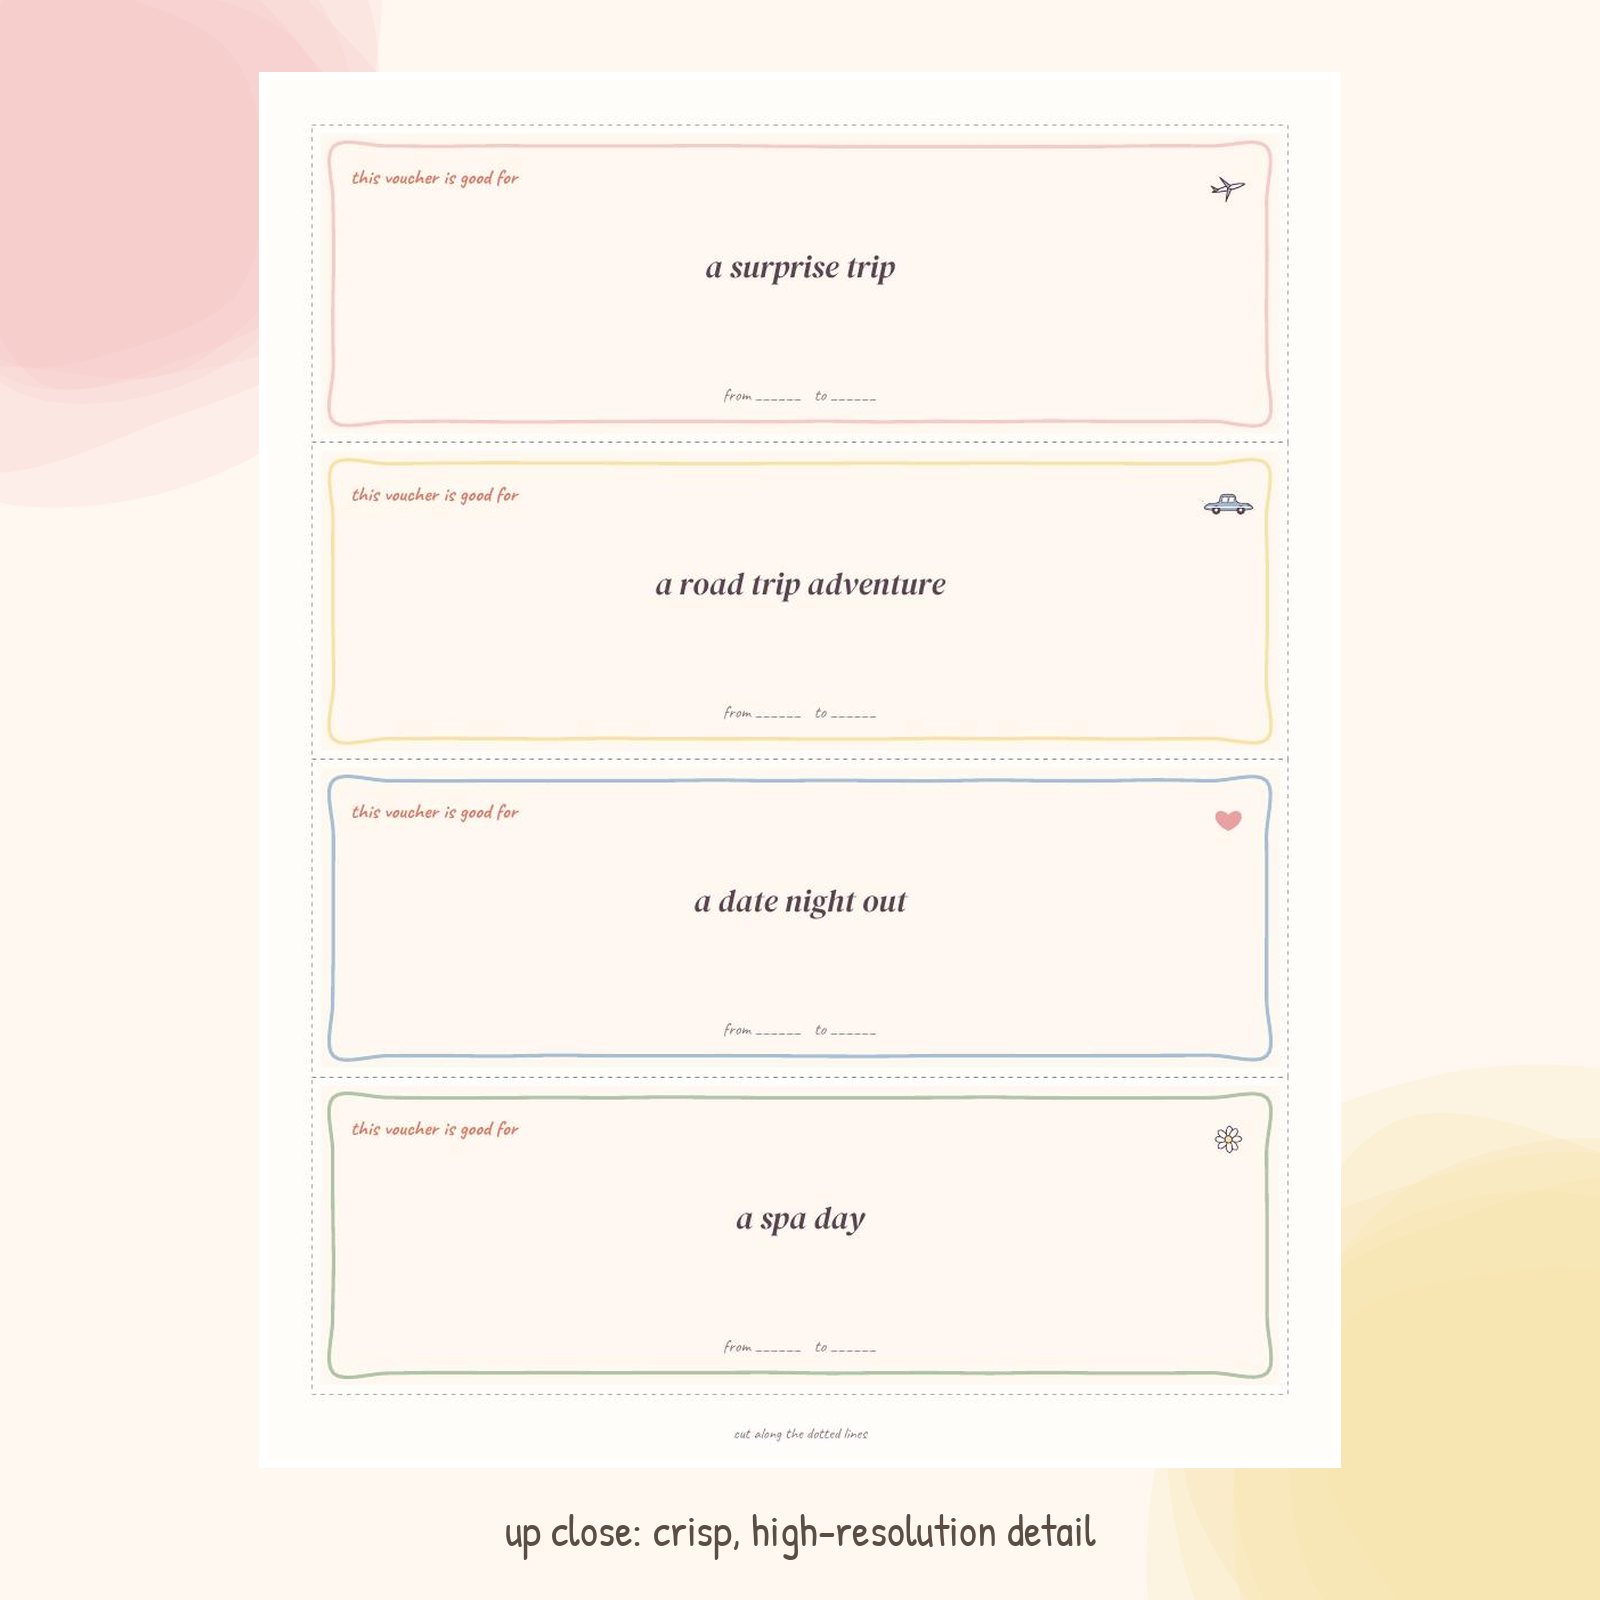 this voucher is good for
a surprise trip
from ______ to ______
this voucher is good for
a road trip adventure
from ______ to ______
this voucher is good for
a date night out
from ______ to ______
this voucher is good for
a spa day
from ______ to ______
cut along the dotted lines
up close: crisp, high-resolution detail